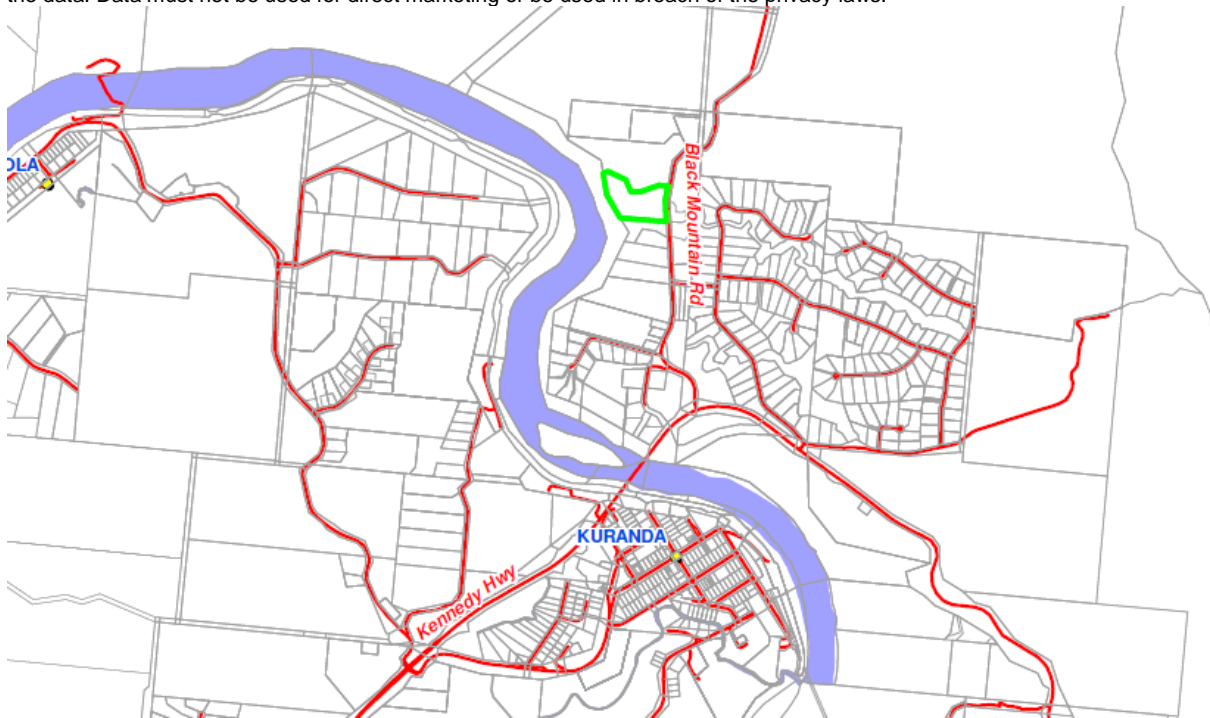 the data. Data must not be used for direct marketing or be used in breach of the privacy laws.
OLA
Black Mountain Rd
KURANDA
Kennedy Hwy